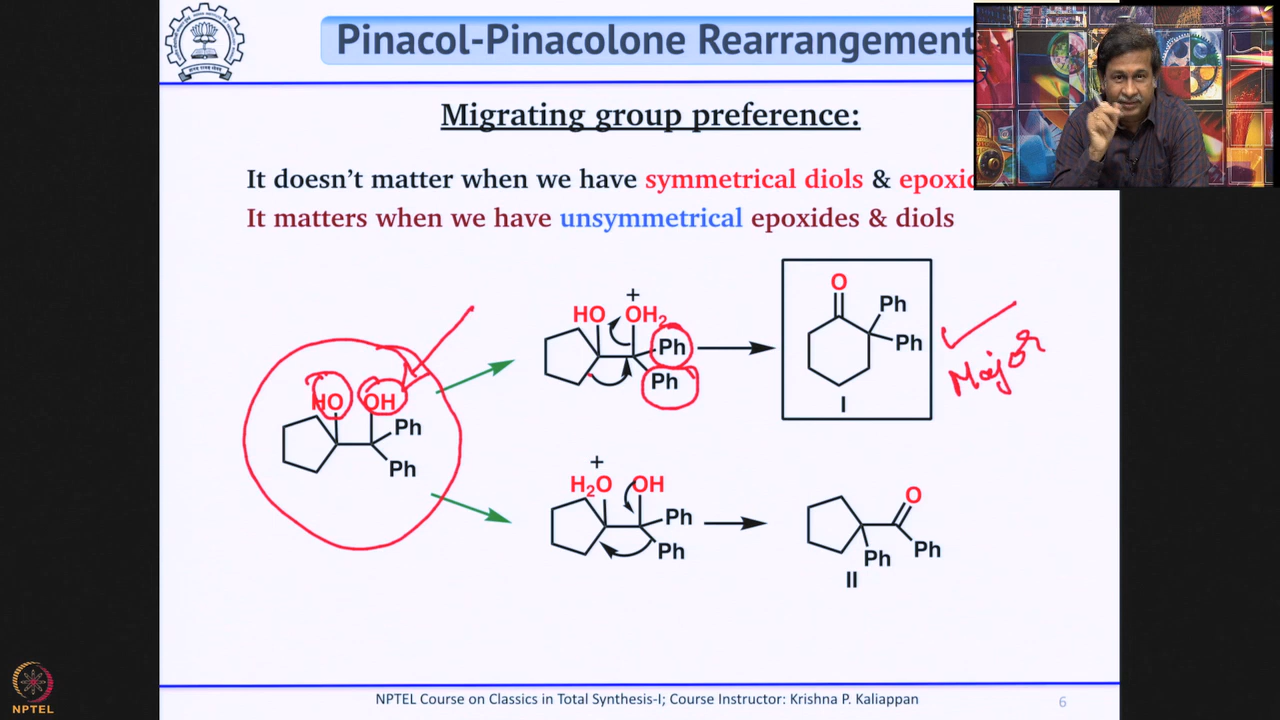 Pinacol-Pinacolone Rearrangement
Migrating group preference:
It doesn't matter when we have symmetrical diols & epoxid
It matters when we have unsymmetrical epoxides & diols
HO OH
Ph
Ph
+
HO OH2
Ph
Ph
O
Ph
Ph
I
Major
+
H2O OH
Ph
Ph
O
Ph
Ph
II
NPTEL Course on Classics in Total Synthesis-I; Course Instructor: Krishna P. Kaliappan
6
NPTEL